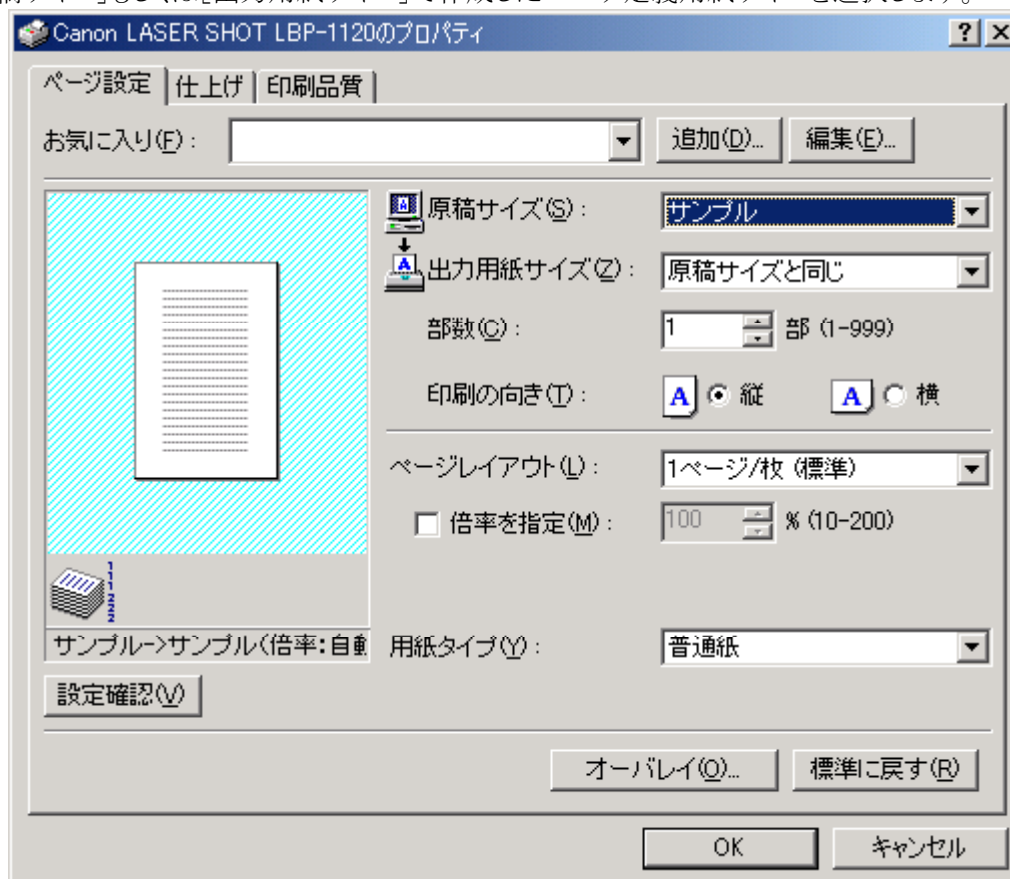 Canon LASER SHOT LBP-1120のプロパティ
ページ設定 仕上げ 印刷品質
お気に入り(F): 追加(D)... 編集(E)...
原稿サイズ(S): サンプル
出力用紙サイズ(Z): 原稿サイズと同じ
部数(C): 1 部 (1-999)
印刷の向き(T): A 縦 A 横
ページレイアウト(L): 1ページ/枚 (標準)
倍率を指定(M): 100 % (10-200)
サンプル->サンプル(倍率:自動
用紙タイプ(Y): 普通紙
設定確認(V)
オーバレイ(O)... 標準に戻す(R)
OK キャンセル